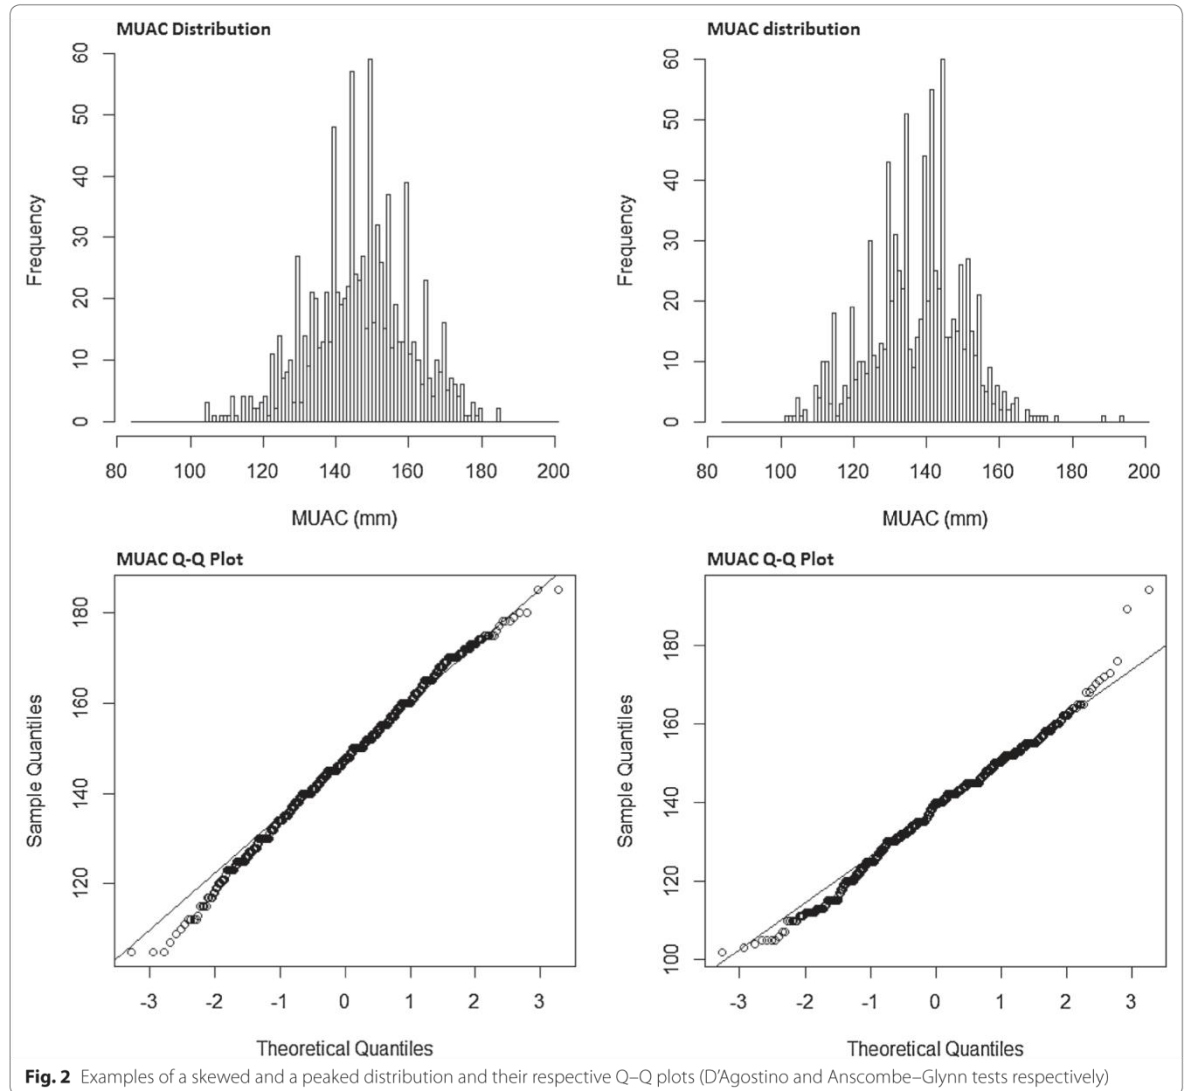 MUAC Distribution
60
50
40
30
20
10
0
Frequency
80 100 120 140 160 180 200
MUAC (mm)
MUAC distribution
60
50
40
30
20
10
0
Frequency
80 100 120 140 160 180 200
MUAC (mm)
MUAC Q-Q Plot
180
160
140
120
Sample Quantiles
-3 -2 -1 0 1 2 3
Theoretical Quantiles
MUAC Q-Q Plot
180
160
140
120
100
Sample Quantiles
-3 -2 -1 0 1 2 3
Theoretical Quantiles
Fig. 2 Examples of a skewed and a peaked distribution and their respective Q–Q plots (D’Agostino and Anscombe–Glynn tests respectively)